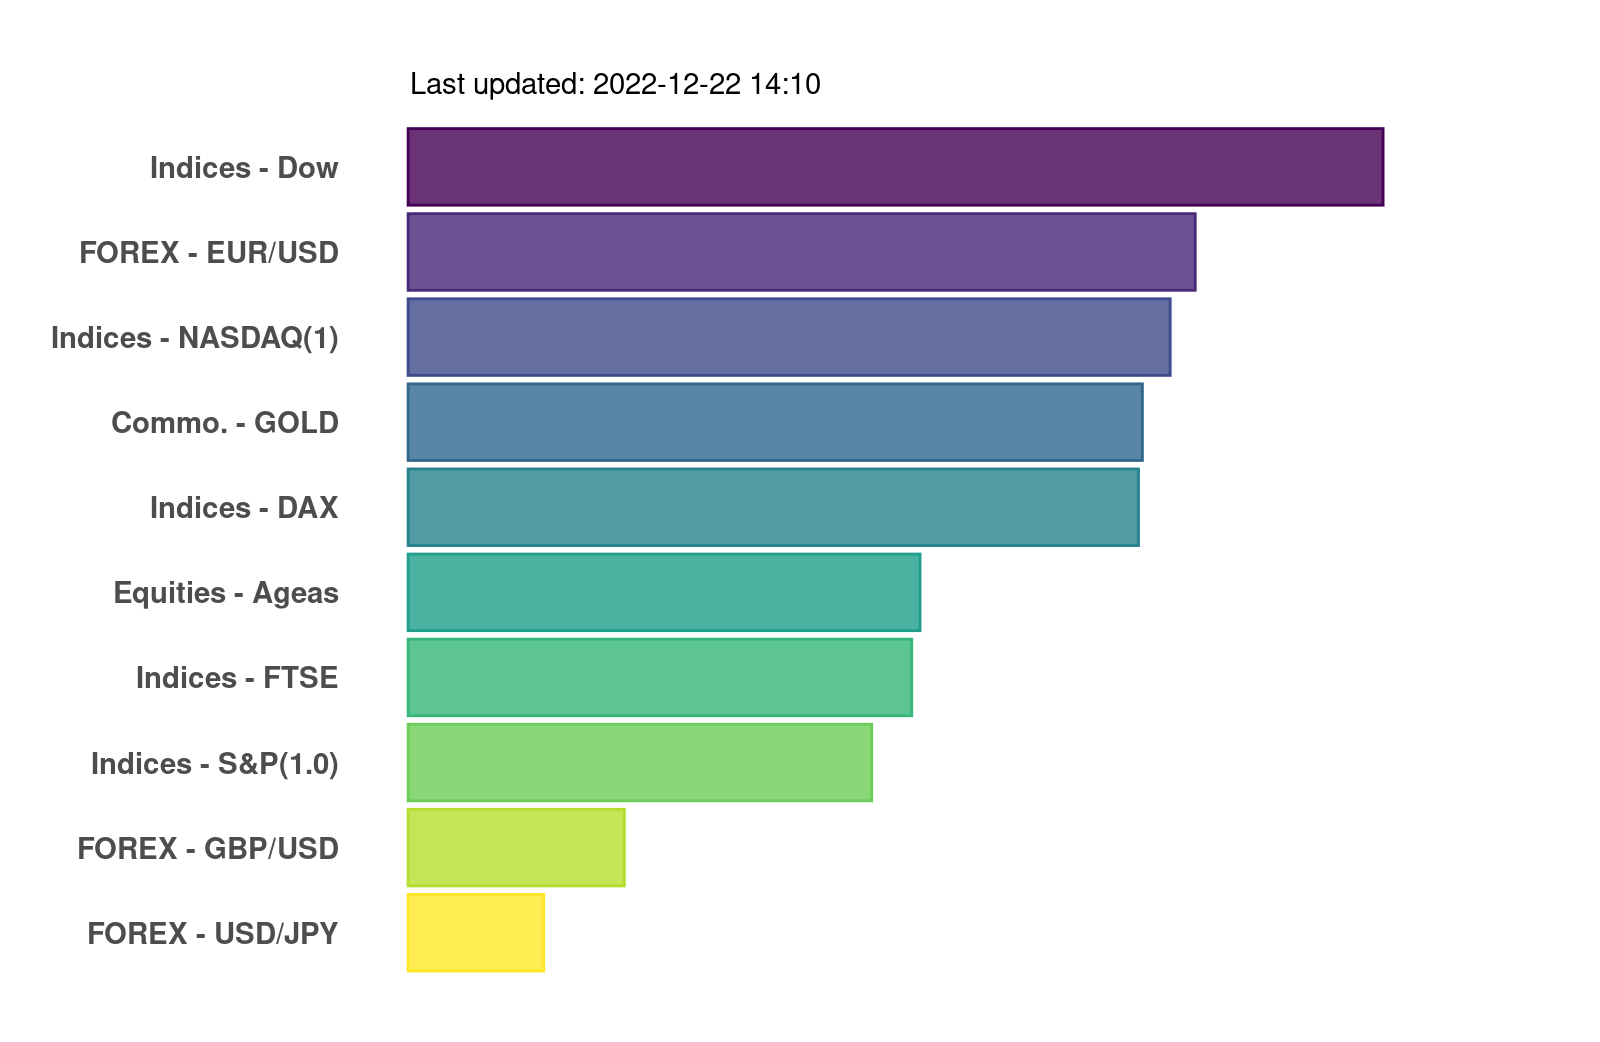 Last updated: 2022-12-22 14:10
Indices - Dow
FOREX - EUR/USD
Indices - NASDAQ(1)
Commo. - GOLD
Indices - DAX
Equities - Ageas
Indices - FTSE
Indices - S&P(1.0)
FOREX - GBP/USD
FOREX - USD/JPY